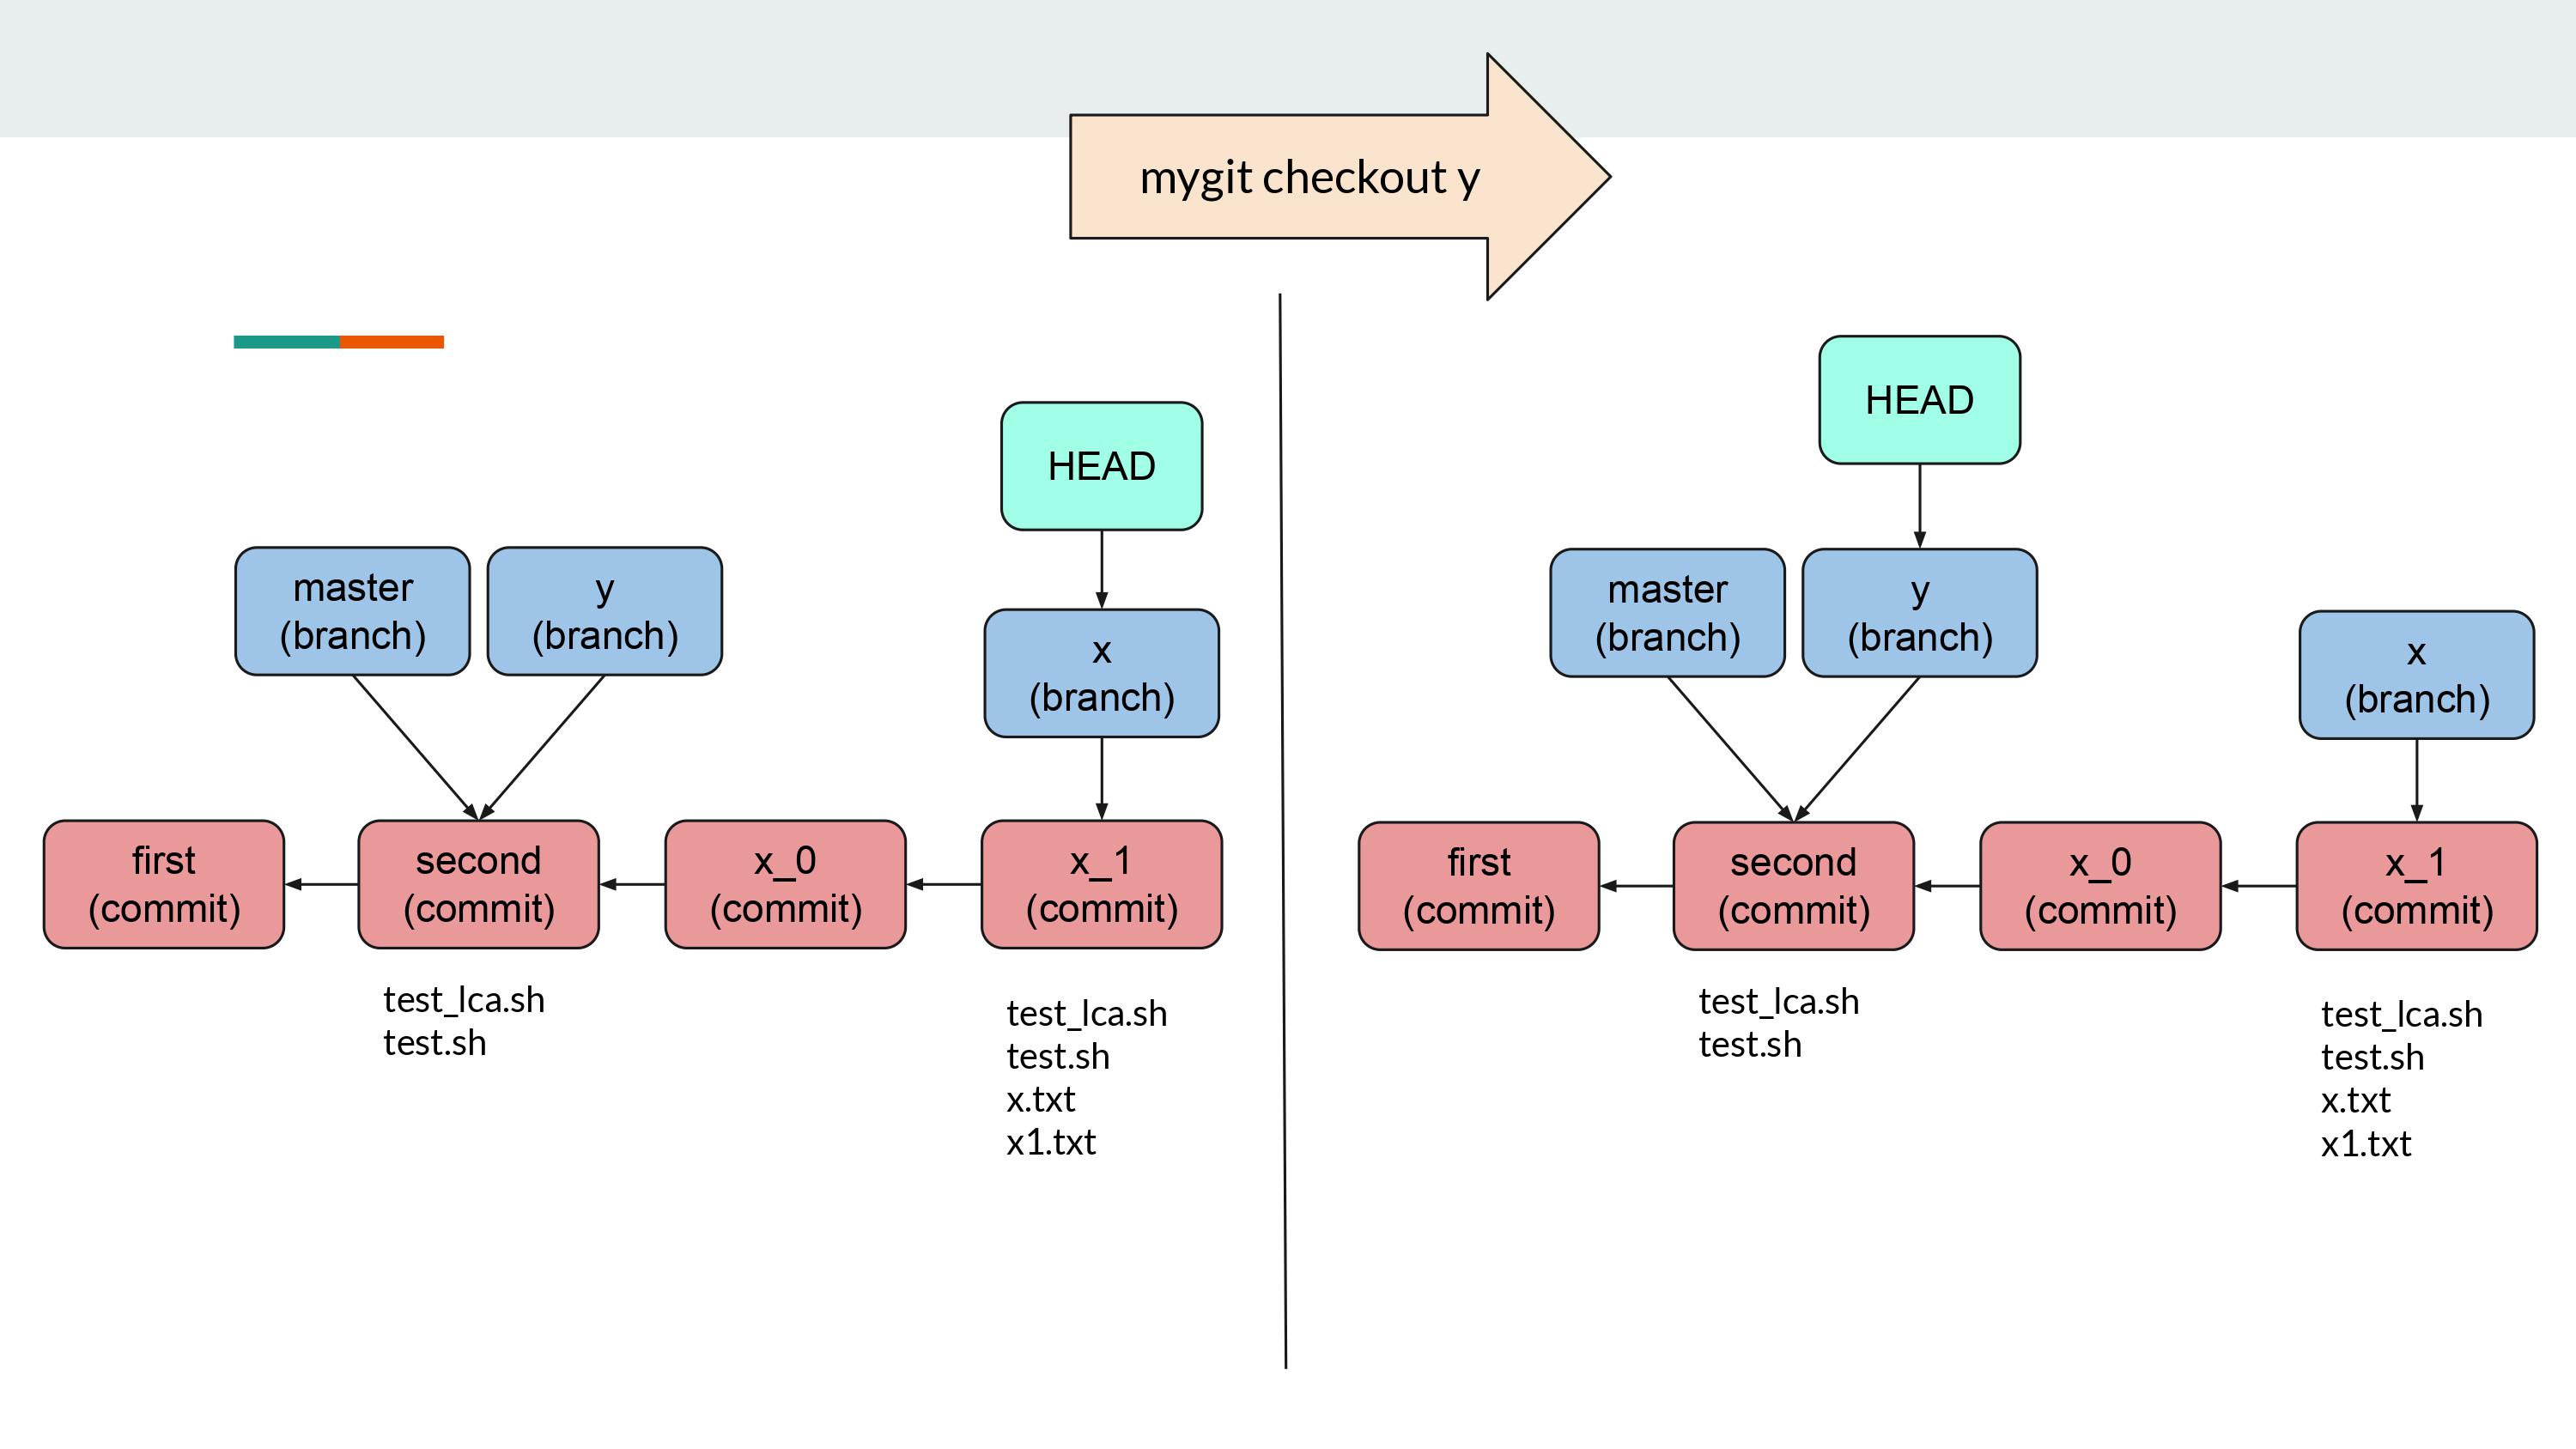 mygit checkout y
HEAD
master
(branch)
y
(branch)
x
(branch)
first
(commit)
second
(commit)
x_0
(commit)
x_1
(commit)
test_lca.sh
test.sh
test_lca.sh
test.sh
x.txt
x1.txt
HEAD
master
(branch)
y
(branch)
x
(branch)
first
(commit)
second
(commit)
x_0
(commit)
x_1
(commit)
test_lca.sh
test.sh
test_lca.sh
test.sh
x.txt
x1.txt